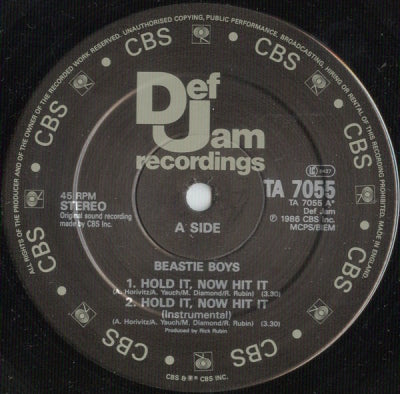 ALL RIGHTS OF THE PRODUCER AND OF THE OWNER OF THE RECORDED WORK RESERVED. UNAUTHORISED COPYING, PUBLIC PERFORMANCE, BROADCASTING, HIRING OR RENTAL OF THIS RECORDING PROHIBITED. MADE IN ENGLAND.
CBS
CBS
CBS
CBS
CBS
CBS
CBS
CBS
Def
Jam
recordings
45 RPM
STEREO
Original sound recording
made by CBS Inc.
A SIDE
TA 7055
TA 7055 A
Def Jam
℗ 1986 CBS Inc.
MCPS/BIEM
BEASTIE BOYS
1. HOLD IT, NOW HIT IT
(A. Horivitz/A. Yauch/M. Diamond/R. Rubin) (3.30)
2. HOLD IT, NOW HIT IT
(Instrumental)
(A. Horivitz/A. Yauch/M. Diamond/R. Rubin) (3.30)
Produced by Rick Rubin
CBS INC.